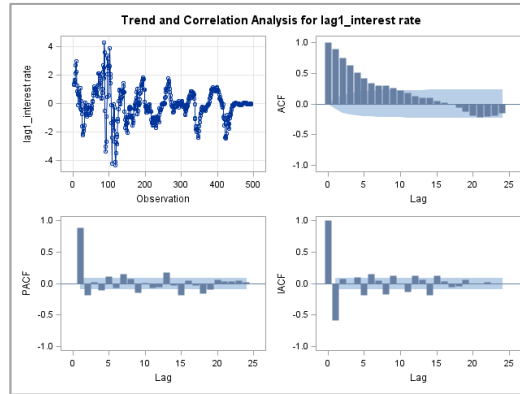 Trend and Correlation Analysis for lag1_interest rate
lag1_interest rate
4
2
0
-2
-4
0 100 200 300 400 500
Observation
ACF
1.0
0.5
0.0
-0.5
-1.0
0 5 10 15 20 25
Lag
PACF
1.0
0.5
0.0
-0.5
-1.0
0 5 10 15 20 25
Lag
IACF
1.0
0.5
0.0
-0.5
-1.0
0 5 10 15 20 25
Lag